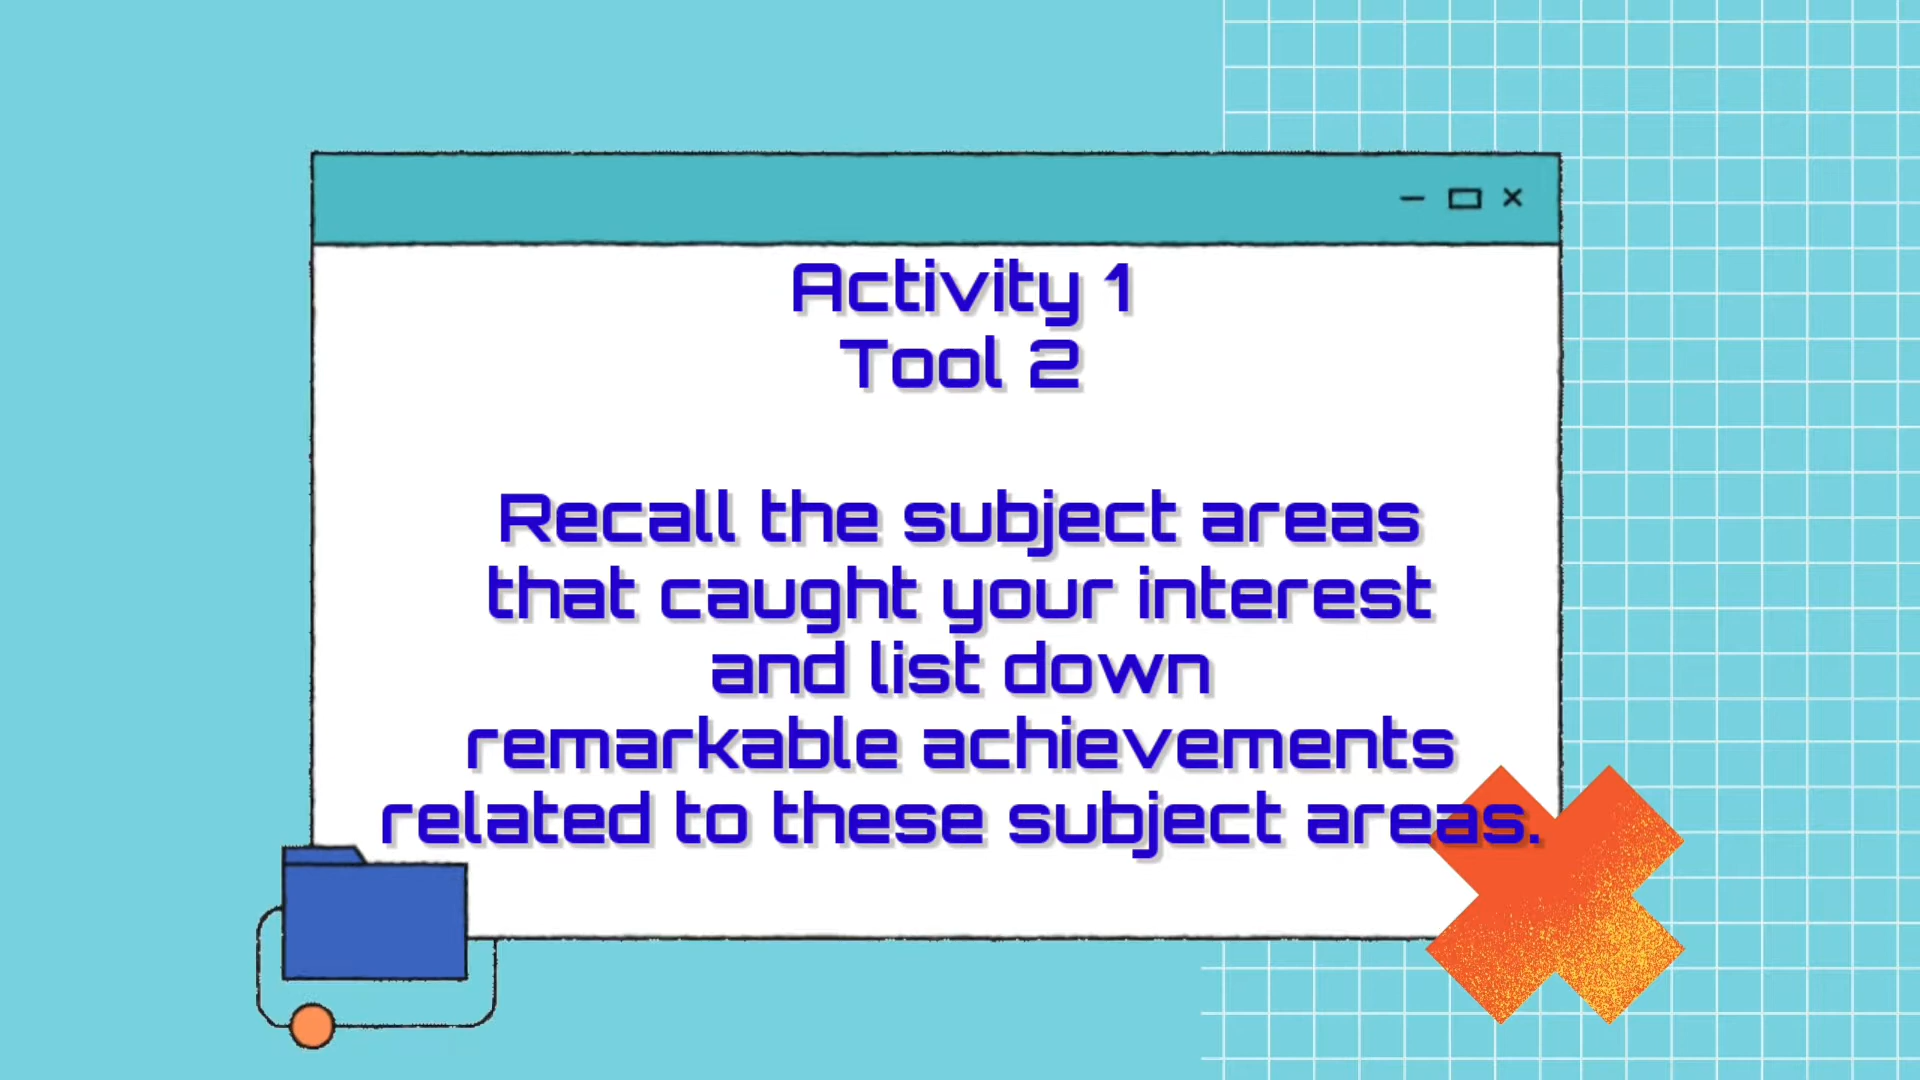 Activity 1
Tool 2
Recall the subject areas
that caught your interest
and list down
remarkable achievements
related to these subject areas.